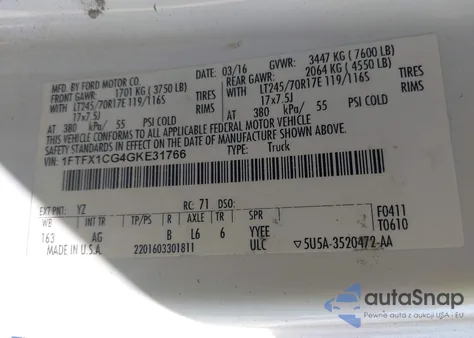 MFD. BY FORD MOTOR CO.
DATE: 03/16 GVWR: 3447 KG (7600 LB)
FRONT GAWR: 1701 KG (3750 LB) REAR GAWR: 2064 KG (4550 LB)
WITH LT245/70R17E 119/116S TIRES WITH LT245/70R17E 119/116S TIRES
17x7.5J RIMS 17x7.5J RIMS
AT 380 kPa/ 55 PSI COLD AT 380 kPa/ 55 PSI COLD
THIS VEHICLE CONFORMS TO ALL APPLICABLE FEDERAL MOTOR VEHICLE
SAFETY STANDARDS IN EFFECT ON THE DATE OF MANUFACTURE SHOWN ABOVE.
VIN: 1FTFX1CG4GKE31766 TYPE: Truck
EXT PNT: YZ RC: 71 DSO:
WB INT TR TP/PS R AXLE TR SPR F0411
163 AG B L6 6 YYEE T0610
MADE IN U.S.A. 2201603301811 ULC ▽5U5A-3520472-AA
autoSnap
Pewne auto z USA i EU